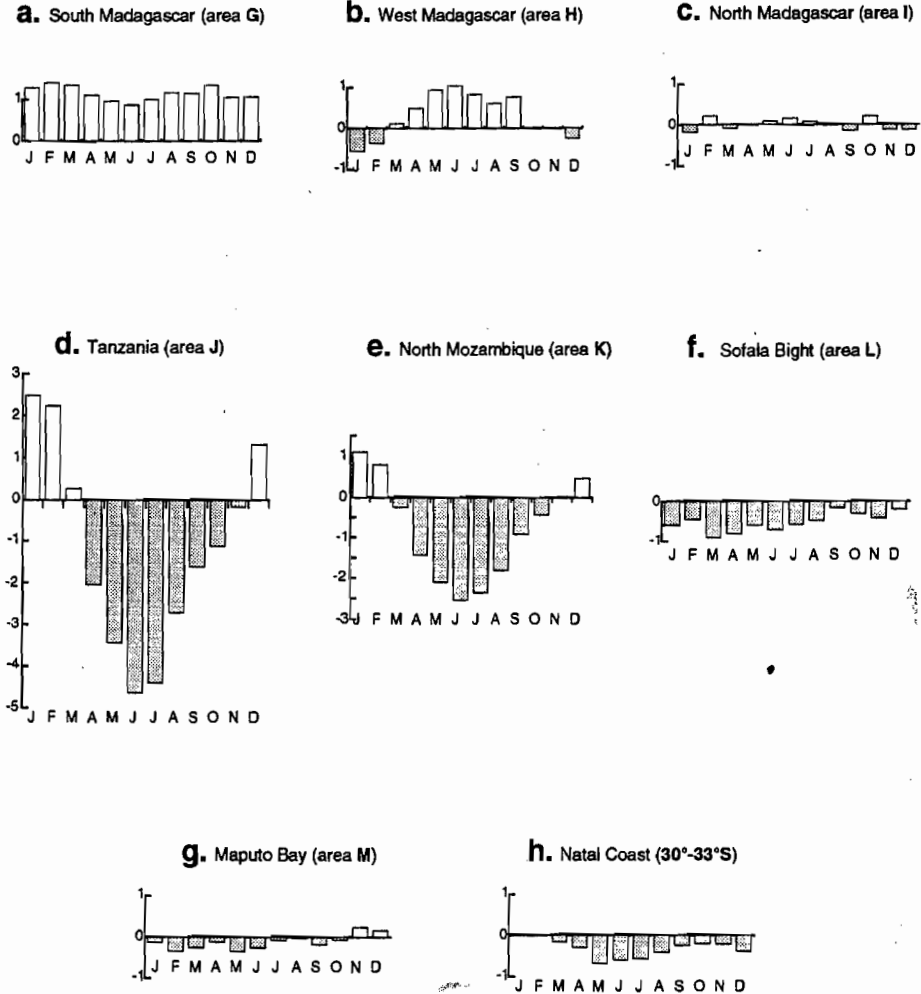 a. South Madagascar (area G)
1
0
J F M A M J J A S O N D
b. West Madagascar (area H)
1
0
-1
J F M A M J J A S O N D
c. North Madagascar (area I)
1
0
-1
J F M A M J J A S O N D
d. Tanzania (area J)
3
2
1
0
-1
-2
-3
-4
-5
J F M A M J J A S O N D
e. North Mozambique (area K)
1
0
-1
-2
-3
J F M A M J J A S O N D
f. Sofala Bight (area L)
0
-1
J F M A M J J A S O N D
g. Maputo Bay (area M)
1
0
-1
J F M A M J J A S O N D
h. Natal Coast (30°-33°S)
1
0
-1
J F M A M J J A S O N D